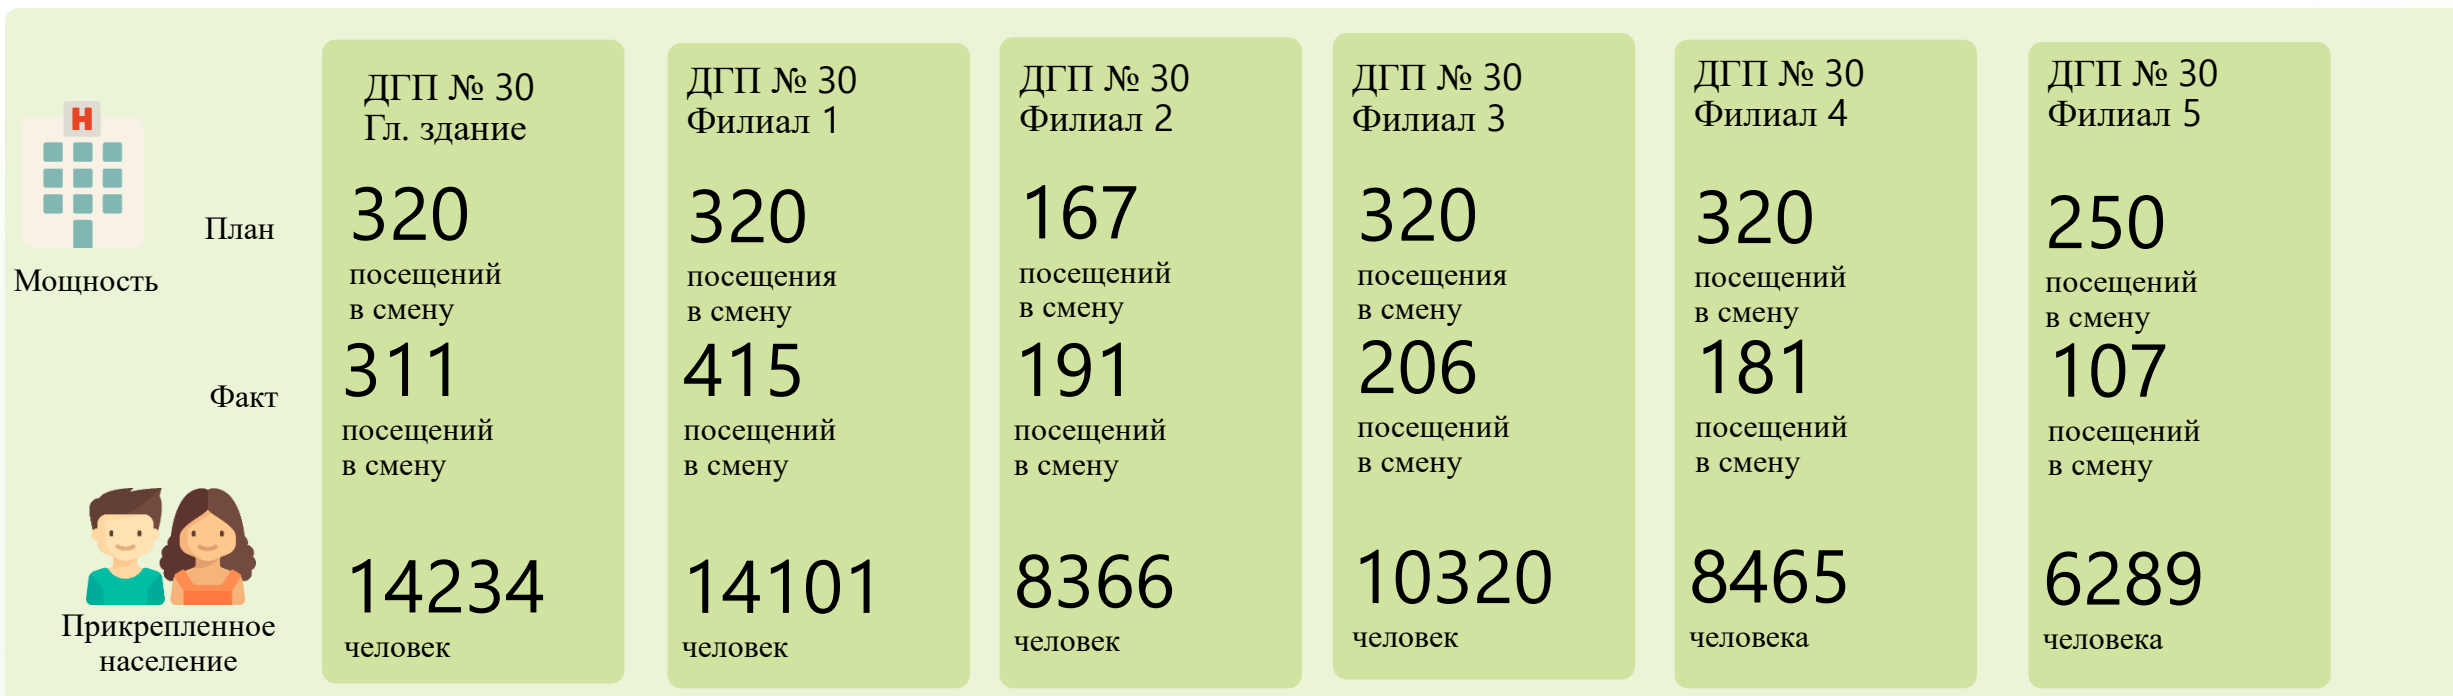 ДГП № 30
Гл. здание
ДГП № 30
Филиал 1
ДГП № 30
Филиал 2
ДГП № 30
Филиал 3
ДГП № 30
Филиал 4
ДГП № 30
Филиал 5
H
Мощность
План
320
посещений
в смену
320
посещения
в смену
167
посещений
в смену
320
посещения
в смену
320
посещений
в смену
250
посещений
в смену
Факт
311
посещений
в смену
415
посещений
в смену
191
посещений
в смену
206
посещений
в смену
181
посещений
в смену
107
посещений
в смену
Прикрепленное
население
14234
человек
14101
человек
8366
человек
10320
человек
8465
человека
6289
человека